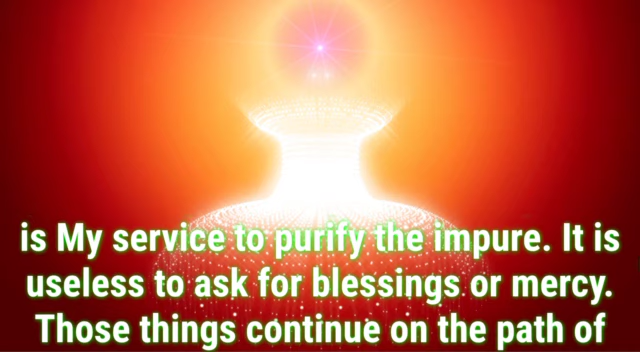 is My service to purify the impure. It is
useless to ask for blessings or mercy.
Those things continue on the path of